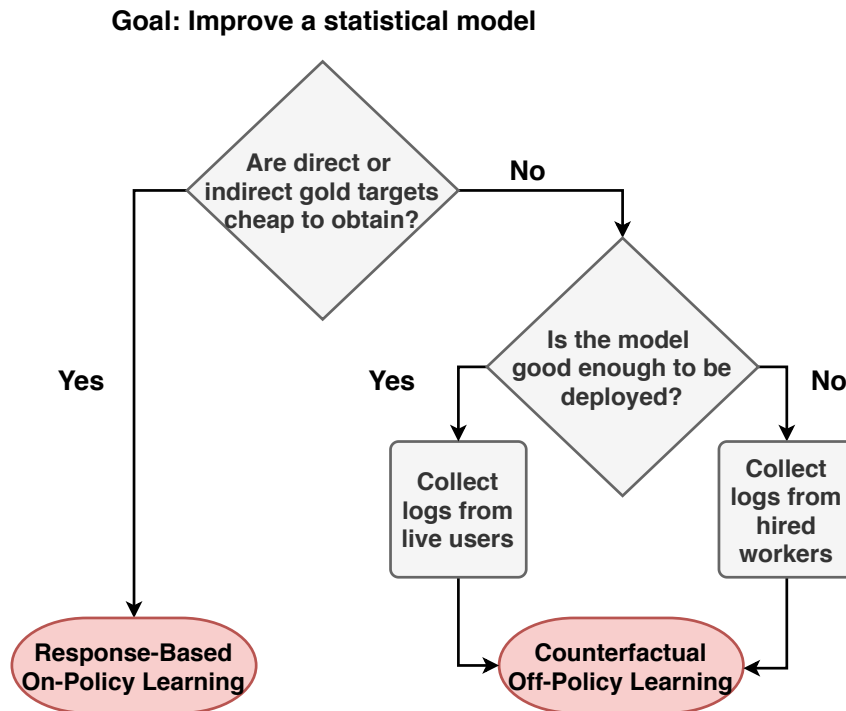 Goal: Improve a statistical model
Are direct or
indirect gold targets
cheap to obtain?
No
Is the model
good enough to be
deployed?
Yes
Yes
No
Collect
logs from
live users
Collect
logs from
hired
workers
Response-Based
On-Policy Learning
Counterfactual
Off-Policy Learning